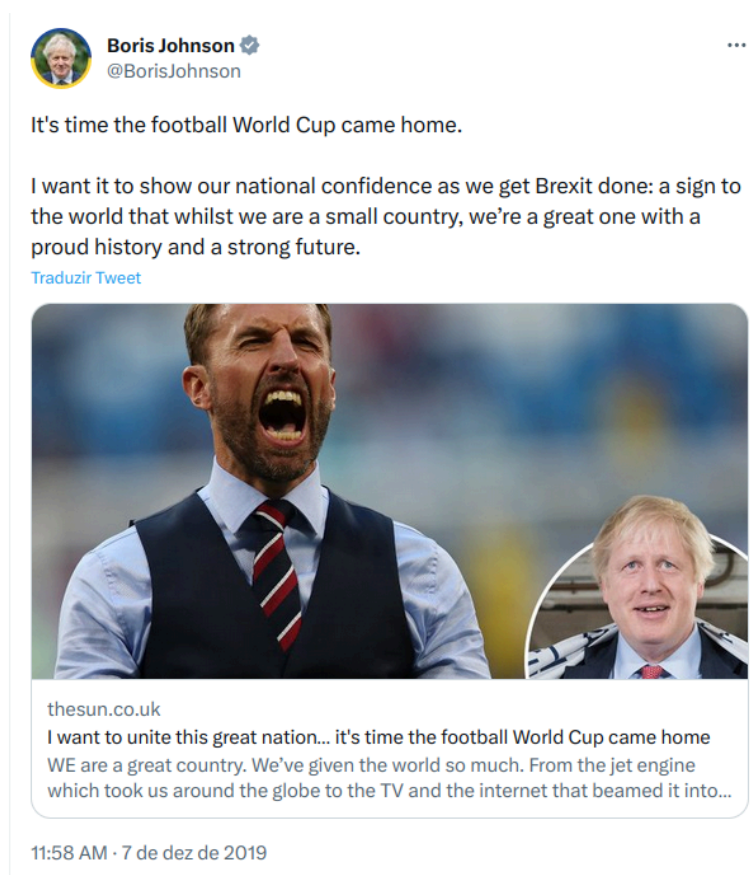 Boris Johnson
@BorisJohnson
It's time the football World Cup came home.
I want it to show our national confidence as we get Brexit done: a sign to
the world that whilst we are a small country, we’re a great one with a
proud history and a strong future.
Traduzir Tweet
thesun.co.uk
I want to unite this great nation... it's time the football World Cup came home
WE are a great country. We’ve given the world so much. From the jet engine
which took us around the globe to the TV and the internet that beamed it into...
11:58 AM · 7 de dez de 2019